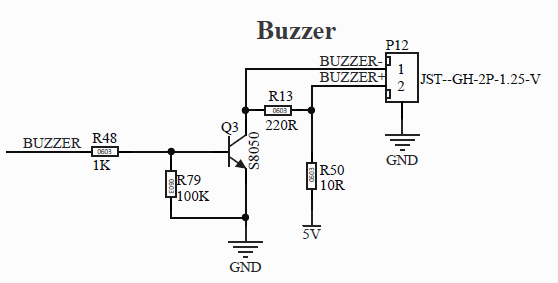 Buzzer
P12
BUZZER-
1
JST--GH-2P-1.25-V
BUZZER+
2
R13
0603
220R
Q3
S8050
BUZZER
R48
0603
1K
GND
R79
0603
100K
R50
0603
10R
5V
GND